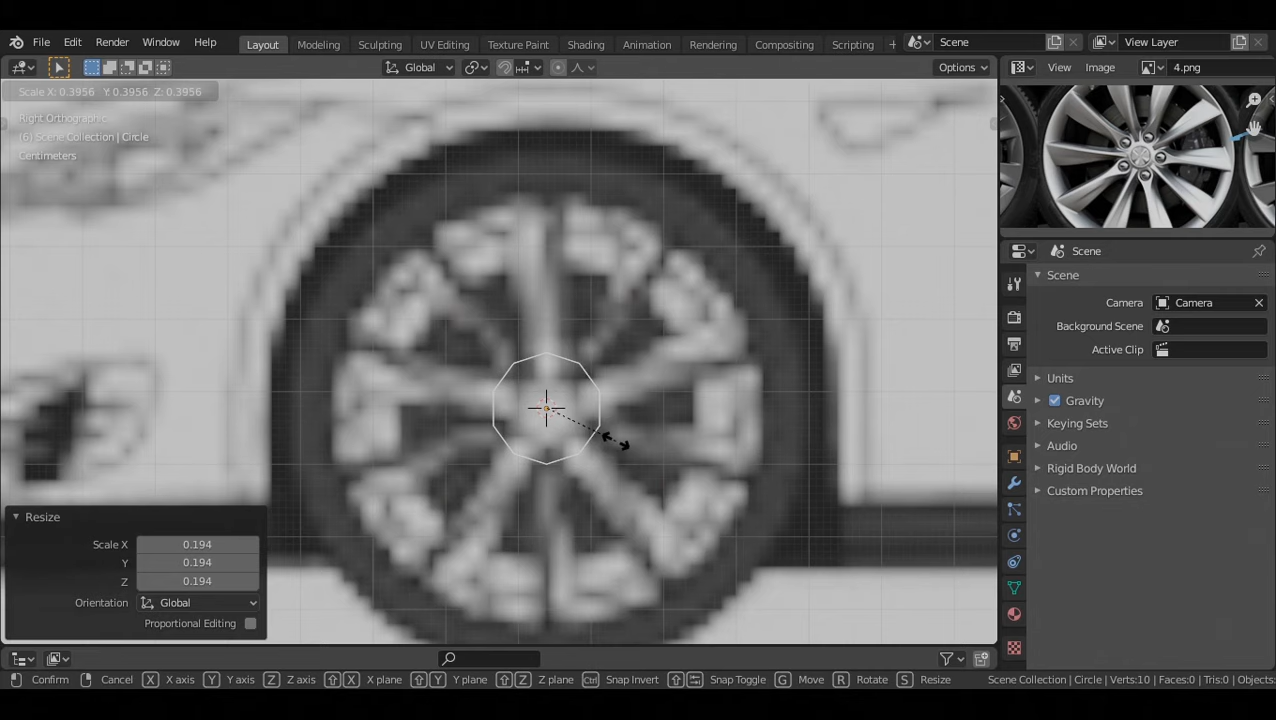 File Edit Render Window Help Layout Modeling Sculpting UV Editing Texture Paint Shading Animation Rendering Compositing Scripting + Scene View Layer
Global Options View Image 4.png
Scale X: 0.3956 Y: 0.3956 Z: 0.3956
Right Orthographic
(6) Scene Collection | Circle
Centimeters
Scene
Scene
Camera Camera
Background Scene
Active Clip
Units
Gravity
Keying Sets
Audio
Rigid Body World
Custom Properties
Resize
Scale X 0.194
Y 0.194
Z 0.194
Orientation Global
Proportional Editing
Confirm Cancel X X axis Y Y axis Z Z axis X X plane Y Y plane Z Z plane Ctrl Snap Invert Snap Toggle G Move R Rotate S Resize Scene Collection | Circle | Verts:10 | Faces:0 | Tris:0 | Objects: